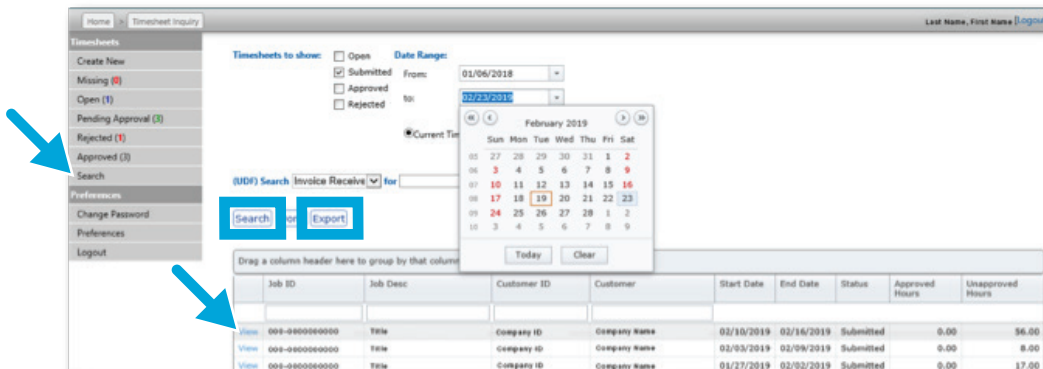 Home > Timesheet Inquiry
Last Name, First Name [Logout
Timesheets
Create New
Missing (0)
Open (1)
Pending Approval (3)
Rejected (1)
Approved (3)
Search
Preferences
Change Password
Preferences
Logout
Timesheets to show:
Open
Submitted
Approved
Rejected
Date Range:
From: 01/06/2018
to: 02/23/2019
Current Tim
February 2019
Sun Mon Tue Wed Thu Fri Sat
05 27 28 29 30 31 1 2
06 3 4 5 6 7 8 9
07 10 11 12 13 14 15 16
08 17 18 19 20 21 22 23
09 24 25 26 27 28 1 2
10 3 4 5 6 7 8 9
Today Clear
(UDF) Search Invoice Receive for
Search or Export
Drag a column header here to group by that column
Job ID Job Desc Customer ID Customer Start Date End Date Status Approved Hours Unapproved Hours
View 008-0000000000 Title Company ID Company Name 02/10/2019 02/16/2019 Submitted 0.00 56.00
View 008-0000000000 Title Company ID Company Name 02/03/2019 02/09/2019 Submitted 0.00 8.00
View 008-0000000000 Title Company ID Company Name 01/27/2019 02/02/2019 Submitted 0.00 17.00